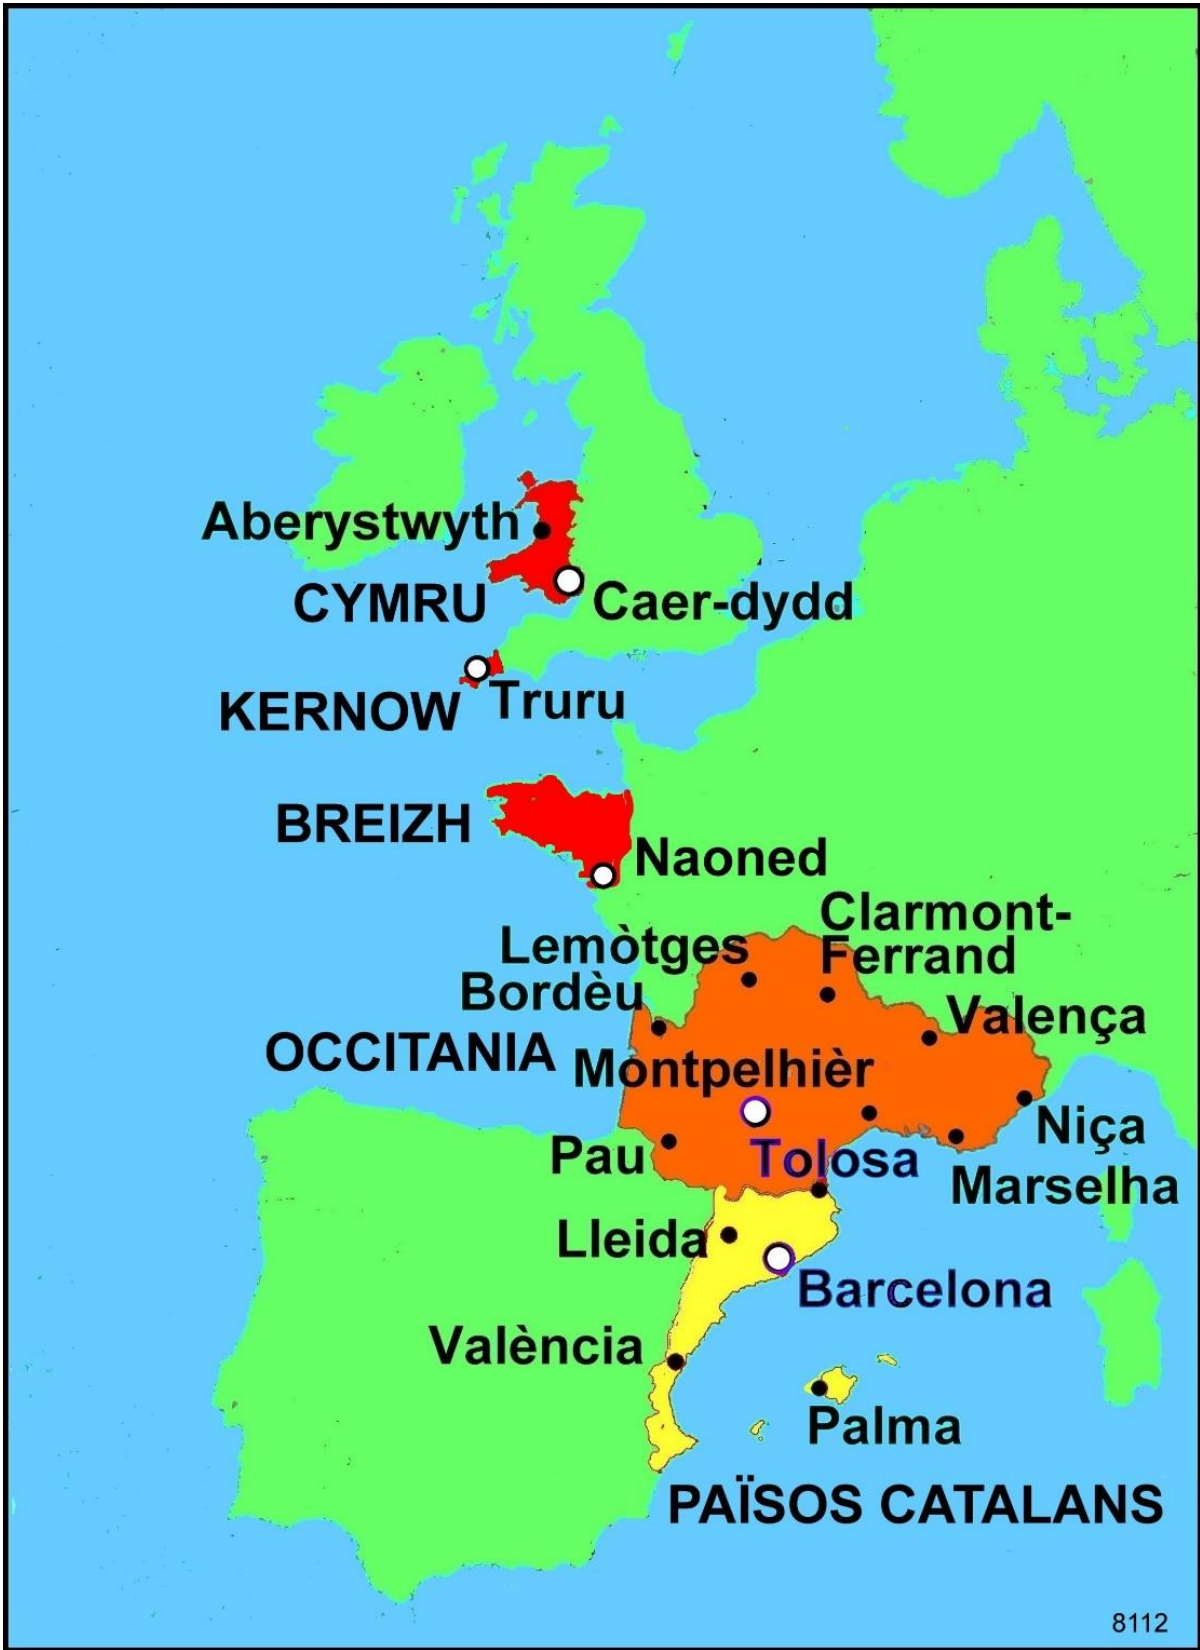 Aberystwyth
CYMRU
Caer-dydd
KERNOW
Truru
BREIZH
Naoned
Clarmont-
Ferrand
Lemòtges
Bordèu
Valença
OCCITANIA
Montpelhièr
Niça
Pau
Tolosa
Marselha
Lleida
Barcelona
València
Palma
PAÏSOS CATALANS
8112